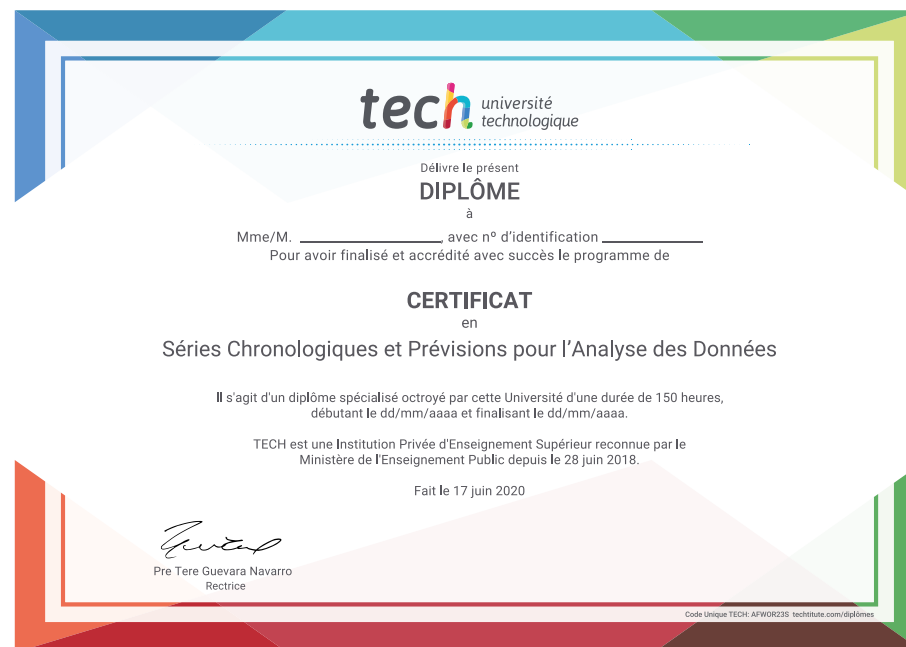 tech université
technologique
Délivre le présent
DIPLÔME
à
Mme/M. ____________________, avec nº d'identification ______________
Pour avoir finalisé et accrédité avec succès le programme de
CERTIFICAT
en
Séries Chronologiques et Prévisions pour l'Analyse des Données
Il s'agit d'un diplôme spécialisé octroyé par cette Université d'une durée de 150 heures,
débutant le dd/mm/aaaa et finalisant le dd/mm/aaaa.
TECH est une Institution Privée d'Enseignement Supérieur reconnue par le
Ministère de l'Enseignement Public depuis le 28 juin 2018.
Fait le 17 juin 2020
Pre Tere Guevara Navarro
Rectrice
Code Unique TECH: AFWOR23S techtitute.com/diplômes